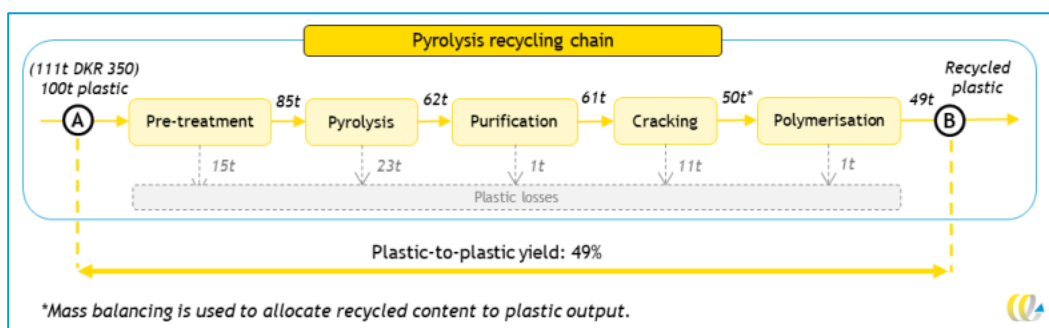 Pyrolysis recycling chain
(111t DKR 350)
100t plastic
Recycled
plastic
A
Pre-treatment
85t
Pyrolysis
62t
Purification
61t
Cracking
50t*
Polymerisation
49t
B
15t
23t
1t
11t
1t
Plastic losses
Plastic-to-plastic yield: 49%
*Mass balancing is used to allocate recycled content to plastic output.